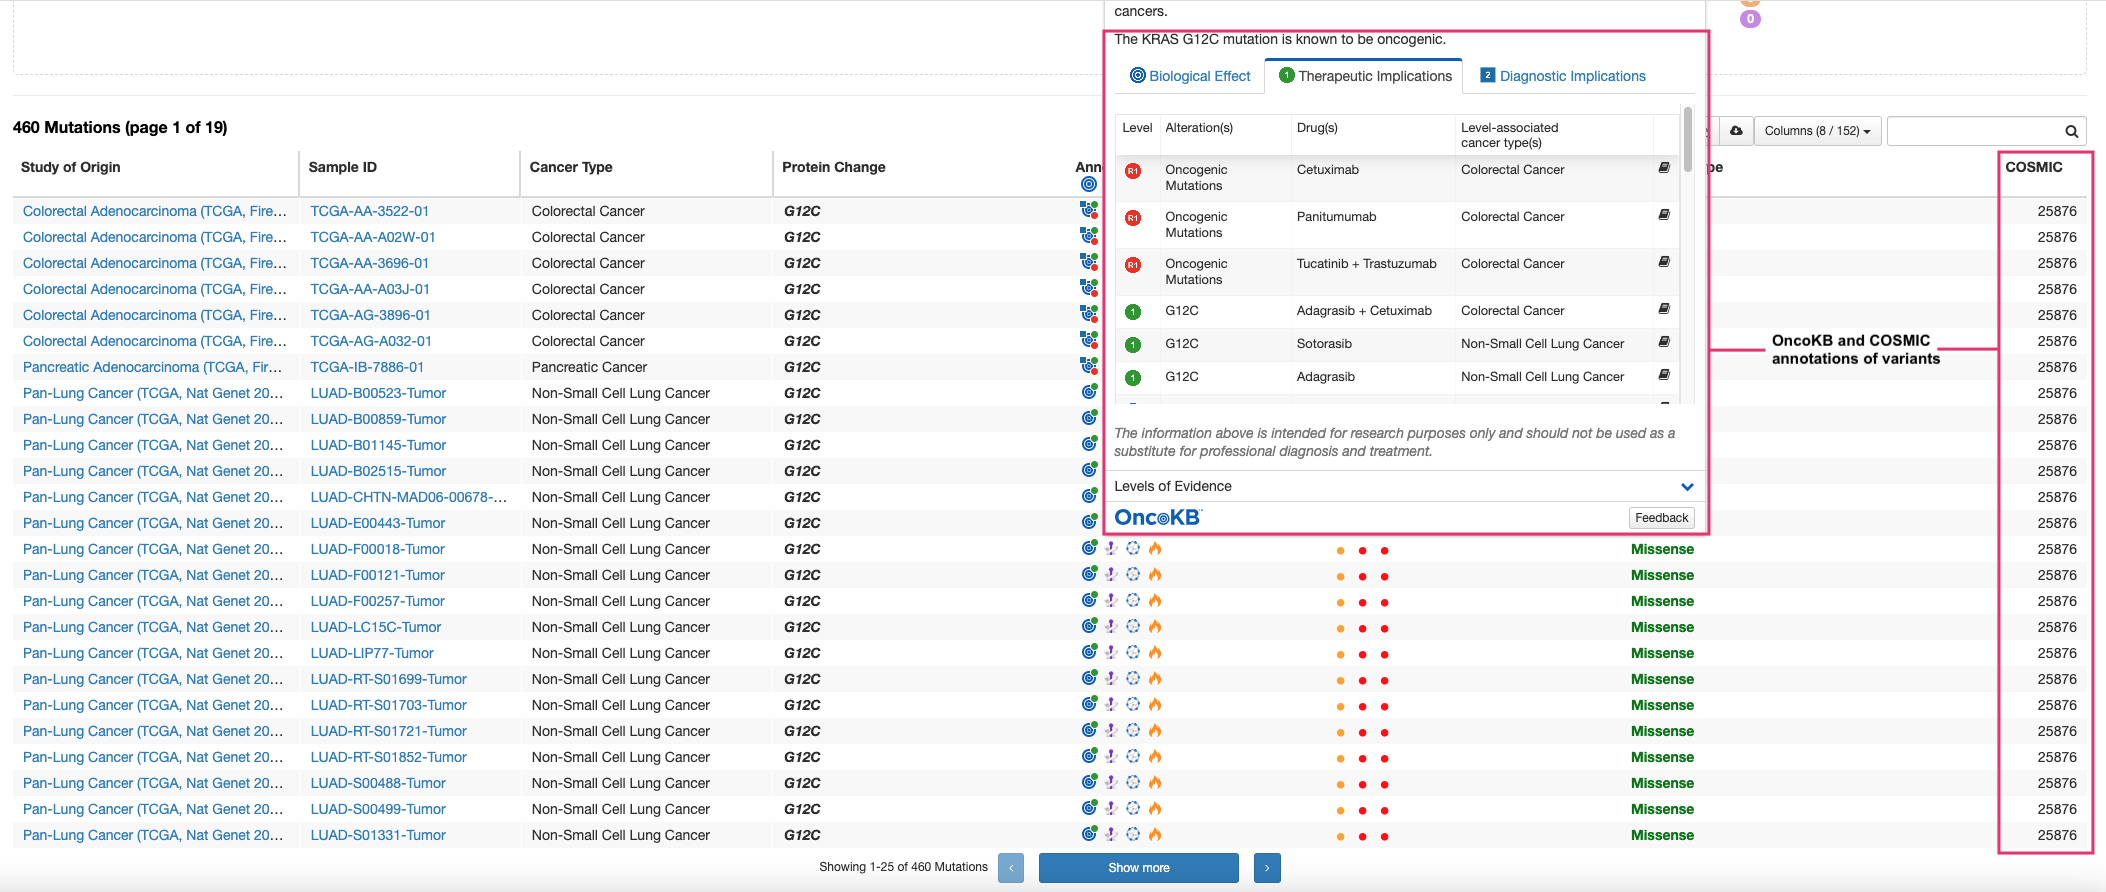 cancers.
0
The KRAS G12C mutation is known to be oncogenic.
Biological Effect
1 Therapeutic Implications
2 Diagnostic Implications
Level Alteration(s) Drug(s) Level-associated
cancer type(s)
R1 Oncogenic Cetuximab Colorectal Cancer
Mutations
R1 Oncogenic Panitumumab Colorectal Cancer
Mutations
R1 Oncogenic Tucatinib + Trastuzumab Colorectal Cancer
Mutations
1 G12C Adagrasib + Cetuximab Colorectal Cancer
1 G12C Sotorasib Non-Small Cell Lung Cancer
1 G12C Adagrasib Non-Small Cell Lung Cancer
The information above is intended for research purposes only and should not be used as a
substitute for professional diagnosis and treatment.
Levels of Evidence
OncoKB
Feedback
OncoKB and COSMIC
annotations of variants
460 Mutations (page 1 of 19)
Columns (8 / 152)
Study of Origin Sample ID Cancer Type Protein Change Ann pe COSMIC
Colorectal Adenocarcinoma (TCGA, Fire... TCGA-AA-3522-01 Colorectal Cancer G12C 25876
Colorectal Adenocarcinoma (TCGA, Fire... TCGA-AA-A02W-01 Colorectal Cancer G12C 25876
Colorectal Adenocarcinoma (TCGA, Fire... TCGA-AA-3696-01 Colorectal Cancer G12C 25876
Colorectal Adenocarcinoma (TCGA, Fire... TCGA-AA-A03J-01 Colorectal Cancer G12C 25876
Colorectal Adenocarcinoma (TCGA, Fire... TCGA-AG-3896-01 Colorectal Cancer G12C 25876
Colorectal Adenocarcinoma (TCGA, Fire... TCGA-AG-A032-01 Colorectal Cancer G12C 25876
Pancreatic Adenocarcinoma (TCGA, Fir... TCGA-IB-7886-01 Pancreatic Cancer G12C 25876
Pan-Lung Cancer (TCGA, Nat Genet 20... LUAD-B00523-Tumor Non-Small Cell Lung Cancer G12C 25876
Pan-Lung Cancer (TCGA, Nat Genet 20... LUAD-B00859-Tumor Non-Small Cell Lung Cancer G12C 25876
Pan-Lung Cancer (TCGA, Nat Genet 20... LUAD-B01145-Tumor Non-Small Cell Lung Cancer G12C 25876
Pan-Lung Cancer (TCGA, Nat Genet 20... LUAD-B02515-Tumor Non-Small Cell Lung Cancer G12C 25876
Pan-Lung Cancer (TCGA, Nat Genet 20... LUAD-CHTN-MAD06-00678-... Non-Small Cell Lung Cancer G12C 25876
Pan-Lung Cancer (TCGA, Nat Genet 20... LUAD-E00443-Tumor Non-Small Cell Lung Cancer G12C 25876
Pan-Lung Cancer (TCGA, Nat Genet 20... LUAD-F00018-Tumor Non-Small Cell Lung Cancer G12C Missense 25876
Pan-Lung Cancer (TCGA, Nat Genet 20... LUAD-F00121-Tumor Non-Small Cell Lung Cancer G12C Missense 25876
Pan-Lung Cancer (TCGA, Nat Genet 20... LUAD-F00257-Tumor Non-Small Cell Lung Cancer G12C Missense 25876
Pan-Lung Cancer (TCGA, Nat Genet 20... LUAD-LC15C-Tumor Non-Small Cell Lung Cancer G12C Missense 25876
Pan-Lung Cancer (TCGA, Nat Genet 20... LUAD-LIP77-Tumor Non-Small Cell Lung Cancer G12C Missense 25876
Pan-Lung Cancer (TCGA, Nat Genet 20... LUAD-RT-S01699-Tumor Non-Small Cell Lung Cancer G12C Missense 25876
Pan-Lung Cancer (TCGA, Nat Genet 20... LUAD-RT-S01703-Tumor Non-Small Cell Lung Cancer G12C Missense 25876
Pan-Lung Cancer (TCGA, Nat Genet 20... LUAD-RT-S01721-Tumor Non-Small Cell Lung Cancer G12C Missense 25876
Pan-Lung Cancer (TCGA, Nat Genet 20... LUAD-RT-S01852-Tumor Non-Small Cell Lung Cancer G12C Missense 25876
Pan-Lung Cancer (TCGA, Nat Genet 20... LUAD-S00488-Tumor Non-Small Cell Lung Cancer G12C Missense 25876
Pan-Lung Cancer (TCGA, Nat Genet 20... LUAD-S00499-Tumor Non-Small Cell Lung Cancer G12C Missense 25876
Pan-Lung Cancer (TCGA, Nat Genet 20... LUAD-S01331-Tumor Non-Small Cell Lung Cancer G12C Missense 25876
Showing 1-25 of 460 Mutations
Show more